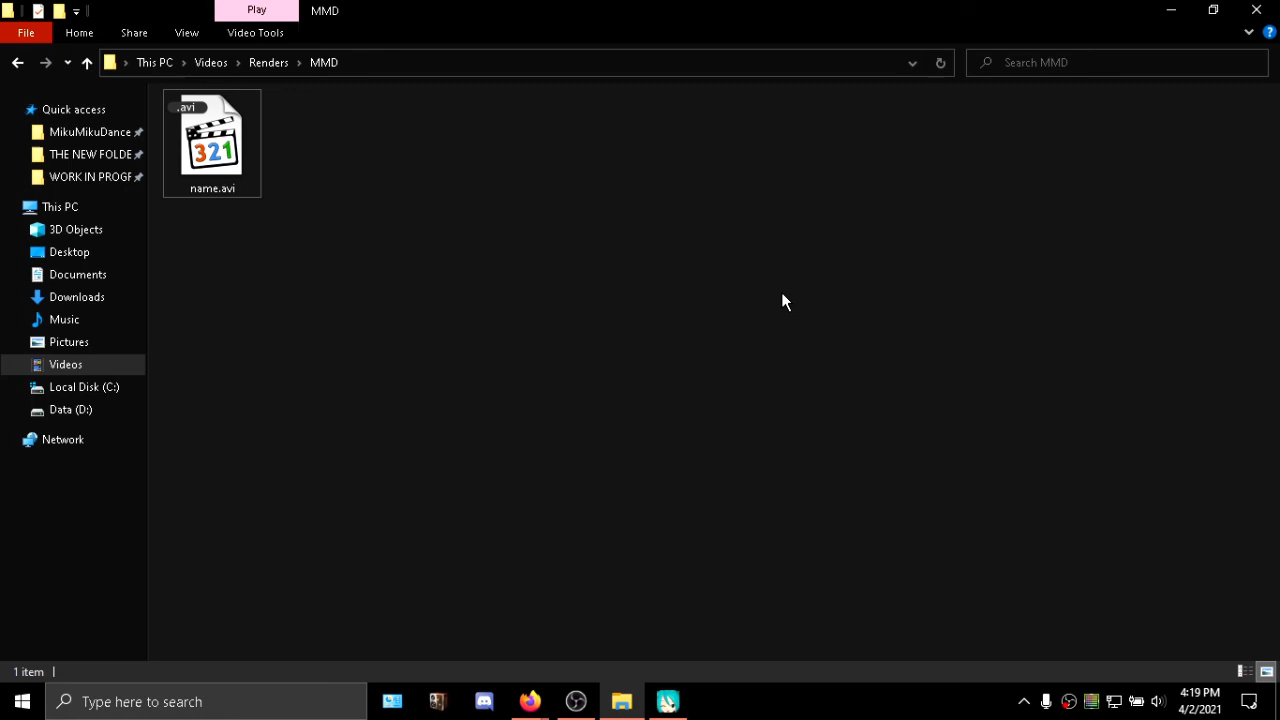 Play
MMD
File
Home
Share
View
Video Tools
This PC
Videos
Renders
MMD
Search MMD
Quick access
MikuMikuDance
THE NEW FOLDE
WORK IN PROGF
This PC
3D Objects
Desktop
Documents
Downloads
Music
Pictures
Videos
Local Disk (C:)
Data (D:)
Network
.avi
321
name.avi
1 item
Type here to search
4:19 PM
4/2/2021